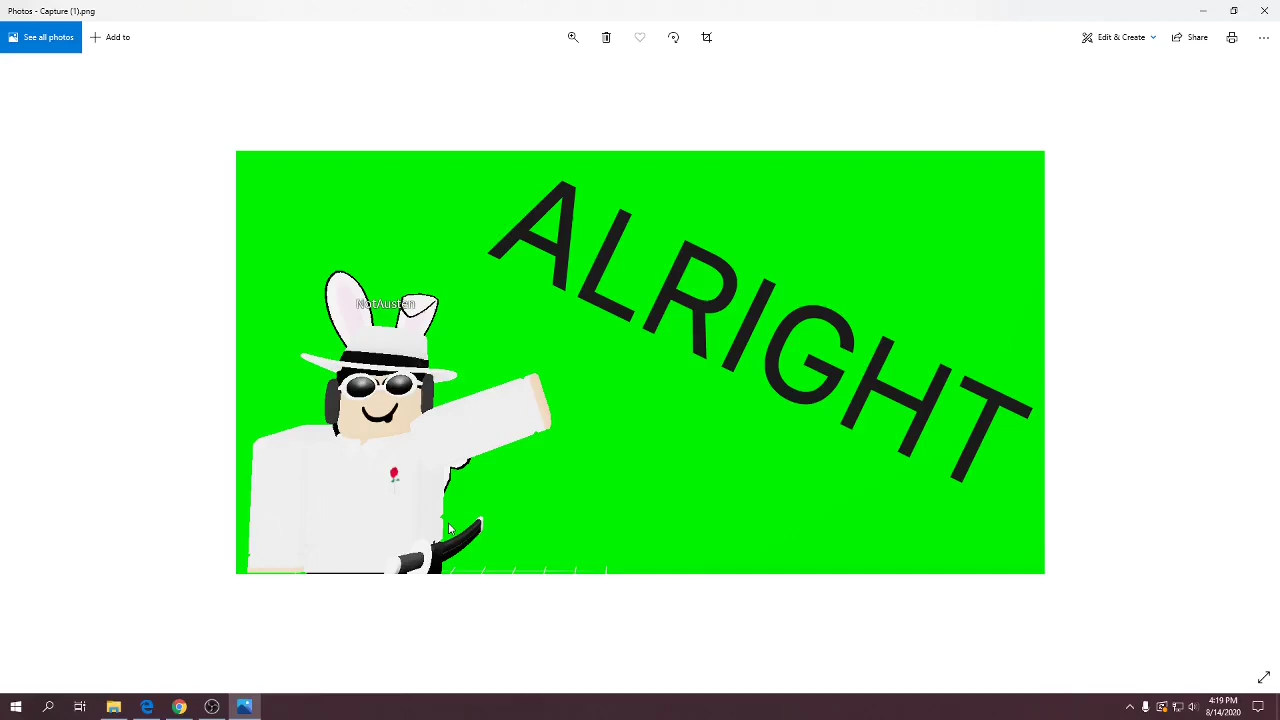 Photos - Capture (1).png
See all photos
Add to
Edit & Create
Share
ALRIGHT
NotAusten
4:19 PM
8/14/2020